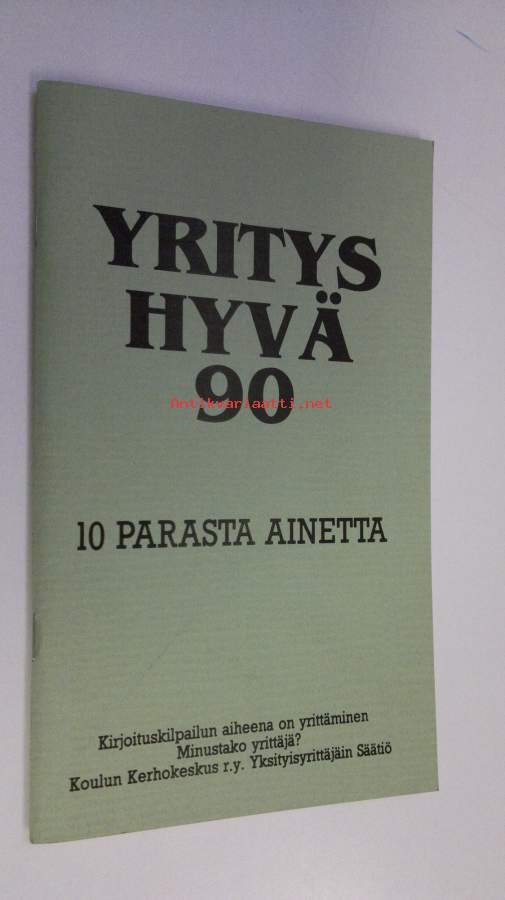 YRITYS
HYVÄ
90
Antikvariaatti.net
10 PARASTA AINETTA
Kirjoituskilpailun aiheena on yrittäminen
Minustako yrittäjä?
Koulun Kerhokeskus r.y. Yksityisyrittäjäin Säätiö